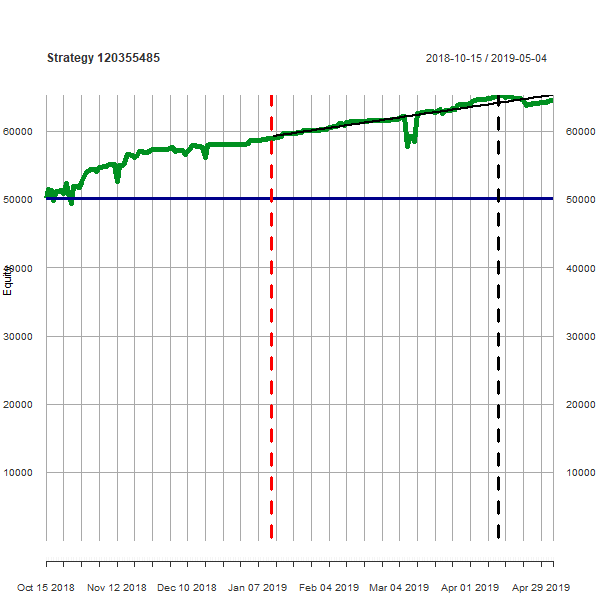 Strategy 120355485 2018-10-15 / 2019-05-04
60000 60000
50000 50000
40000 40000
Equity
30000 30000
20000 20000
10000 10000
Oct 15 2018 Nov 12 2018 Dec 10 2018 Jan 07 2019 Feb 04 2019 Mar 04 2019 Apr 01 2019 Apr 29 2019